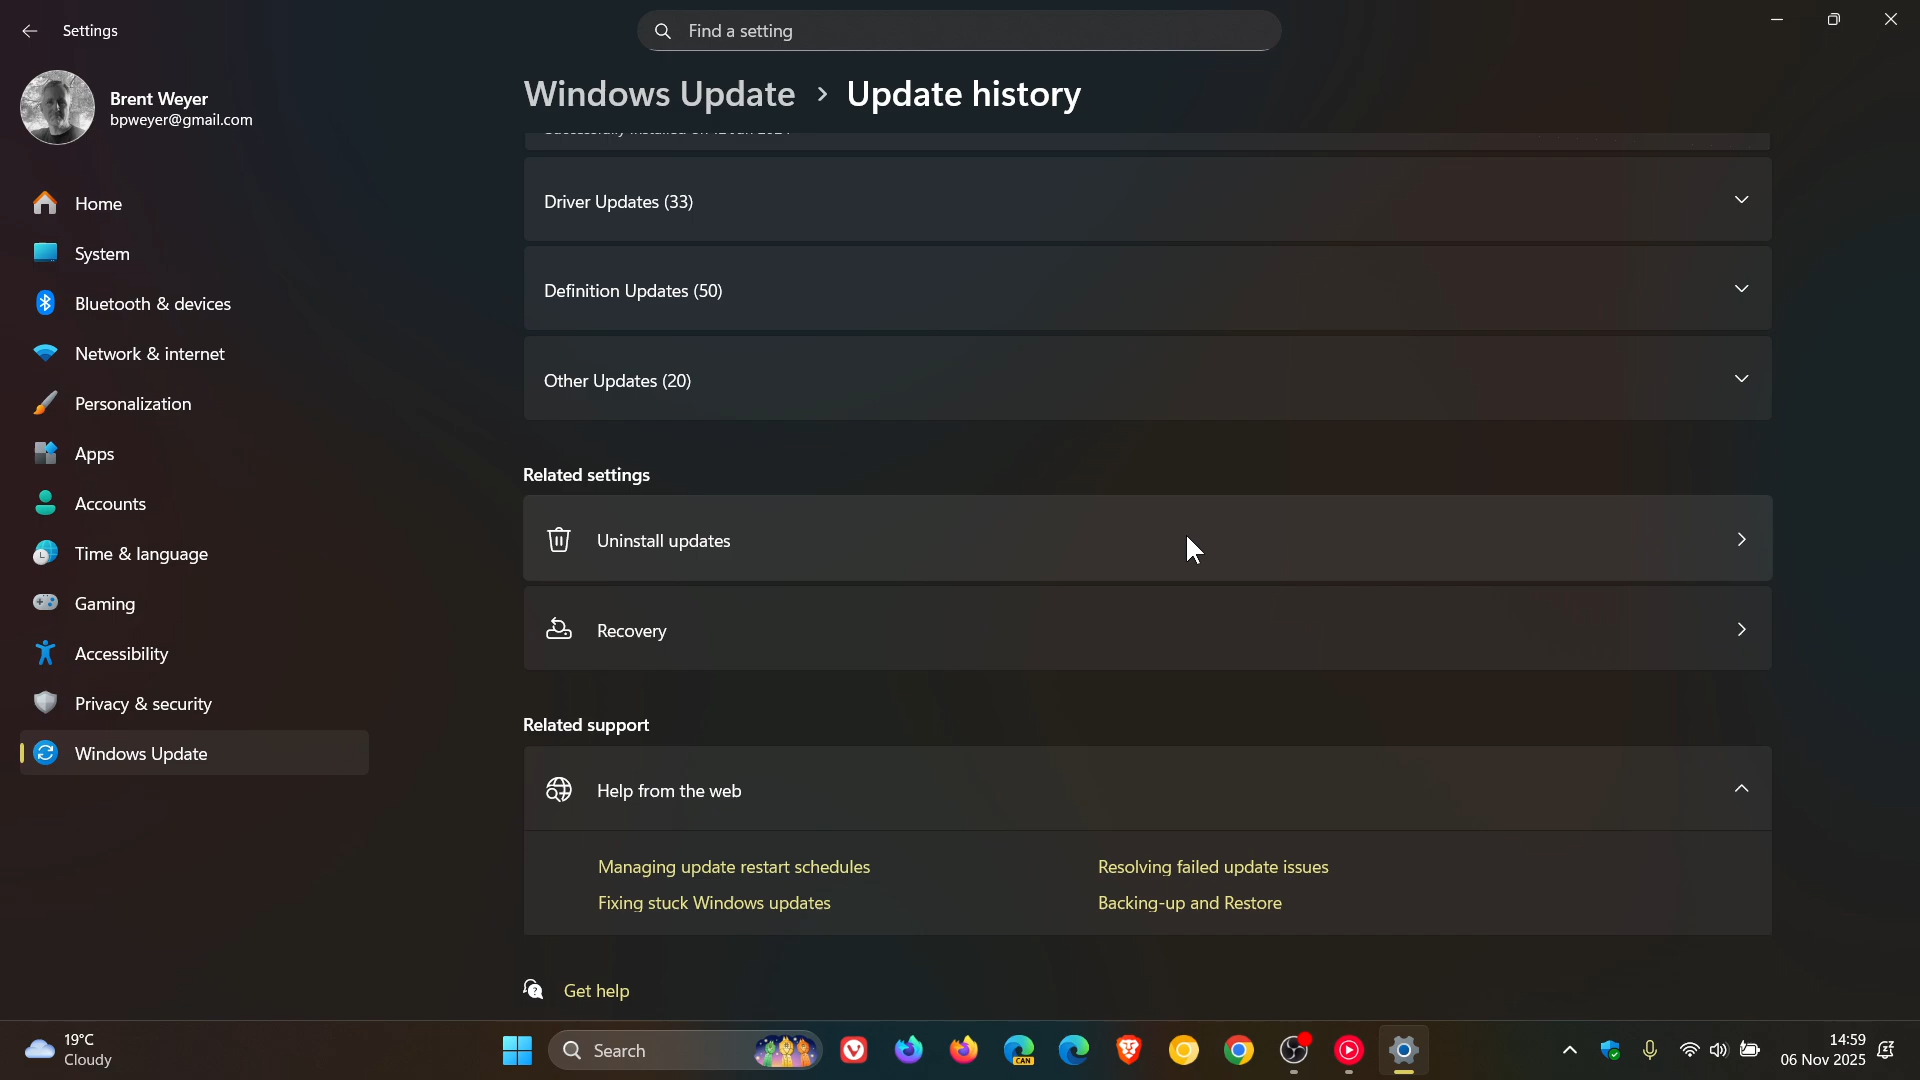 Settings
Find a setting
Brent Weyer
bpweyer@gmail.com
Home
System
Bluetooth & devices
Network & internet
Personalization
Apps
Accounts
Time & language
Gaming
Accessibility
Privacy & security
Windows Update
Windows Update > Update history
Driver Updates (33)
Definition Updates (50)
Other Updates (20)
Related settings
Uninstall updates
Recovery
Related support
Help from the web
Managing update restart schedules
Resolving failed update issues
Fixing stuck Windows updates
Backing-up and Restore
Get help
19°C
Cloudy
Search
CAN
14:59
06 Nov 2025